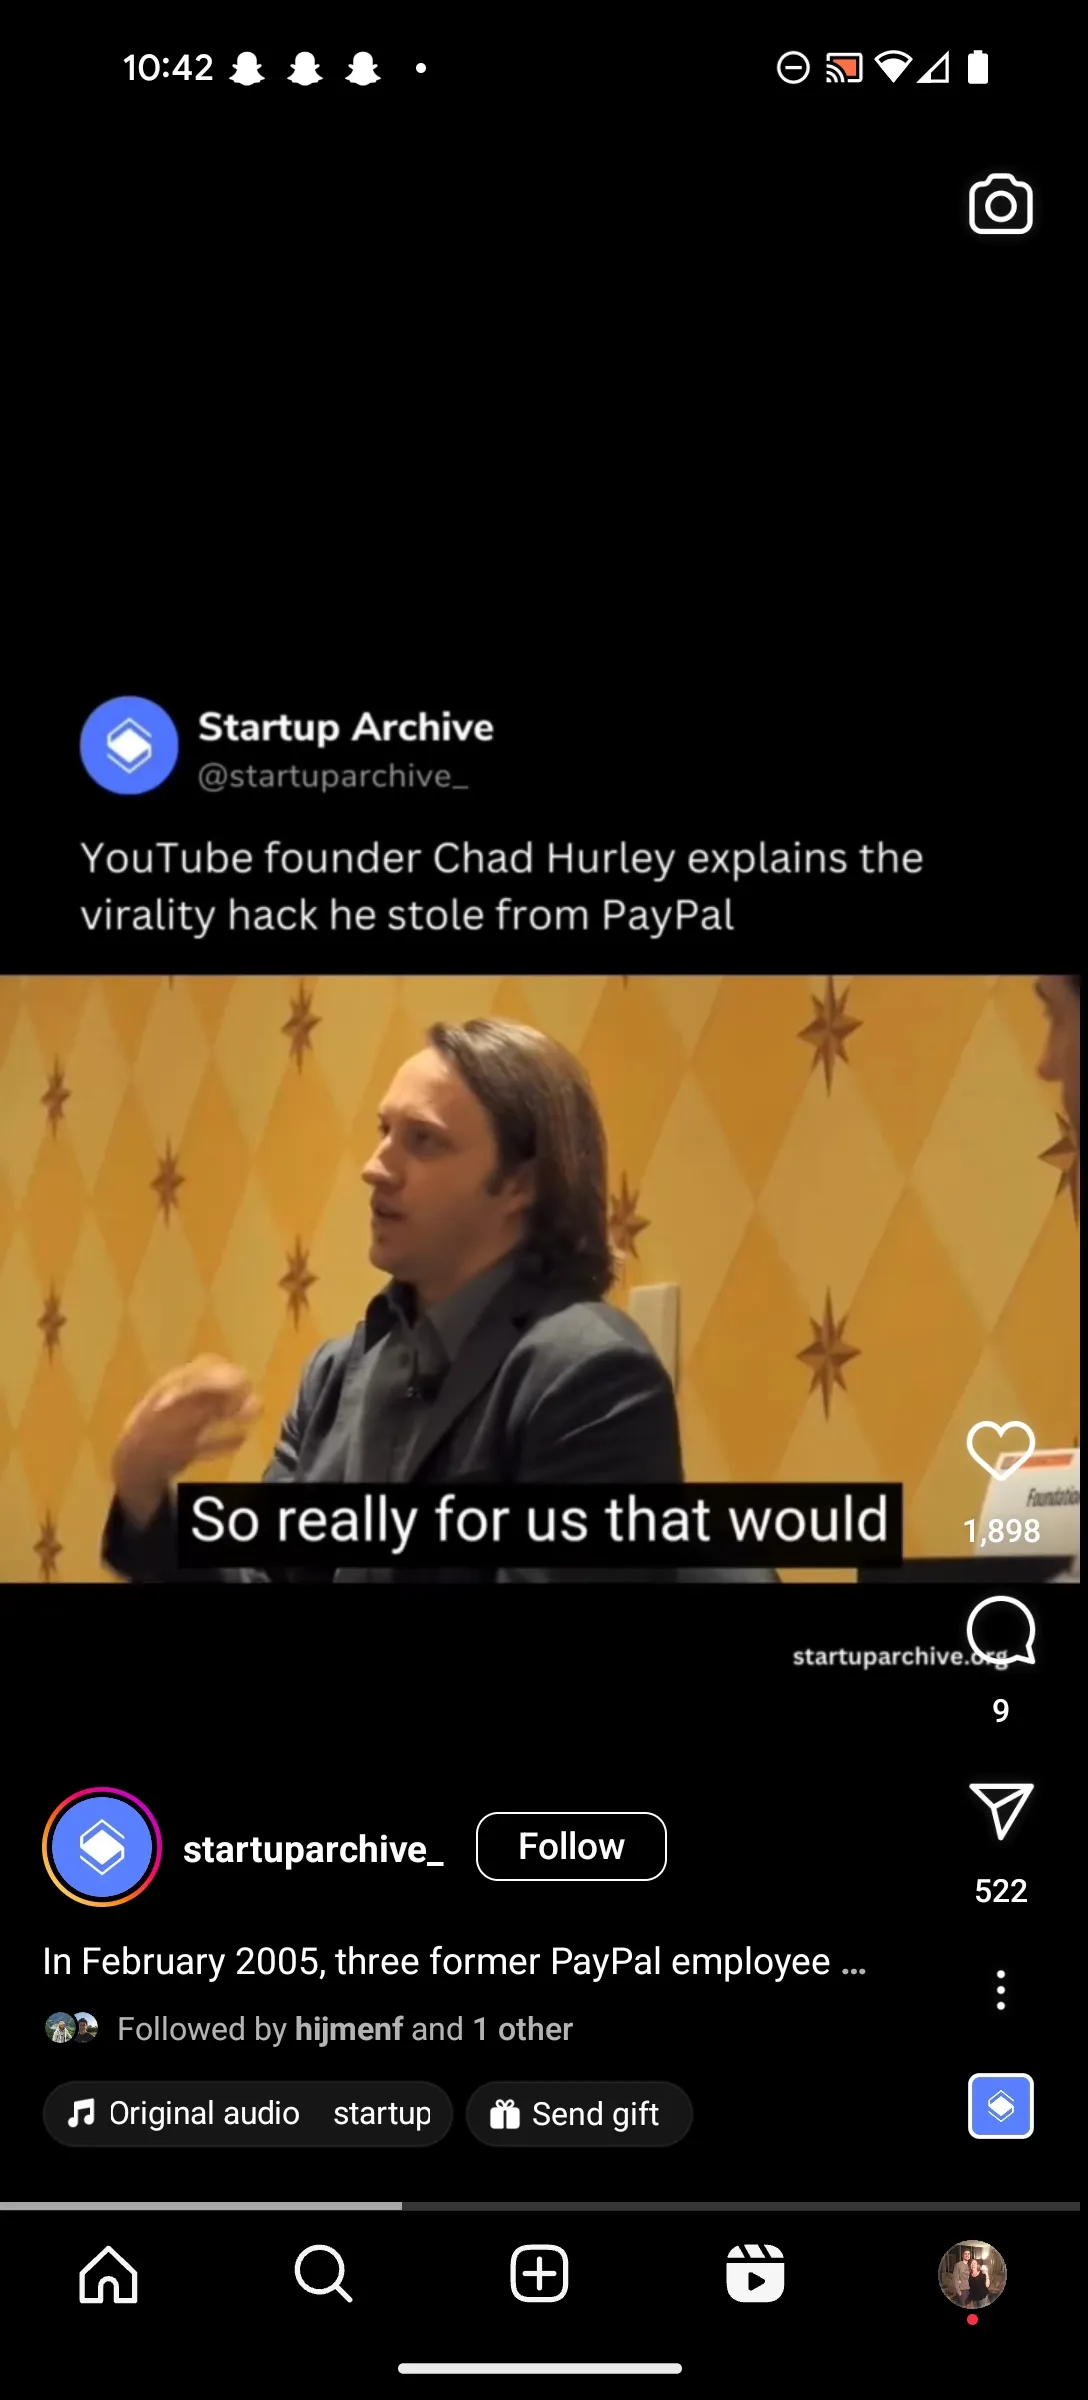 10:42
Startup Archive
@startuparchive_
YouTube founder Chad Hurley explains the
virality hack he stole from PayPal
Foundation
So really for us that would
1,898
startuparchive.org
9
startuparchive_
Follow
522
In February 2005, three former PayPal employee ...
Followed by hijmenf and 1 other
Original audio startup
Send gift